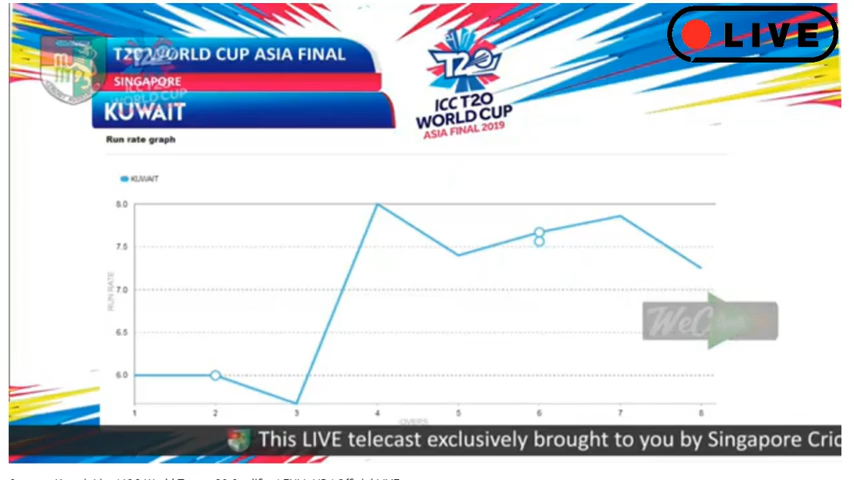 LIVE
T20 WORLD CUP ASIA FINAL
SINGAPORE
KUWAIT
T20
ICC T20
WORLD CUP
ASIA FINAL 2019
Run rate graph
KUWAIT
8.0
7.5
7.0
6.5
6.0
RUN RATE
1 2 3 4 5 6 7 8
OVERS
This LIVE telecast exclusively brought to you by Singapore Cric